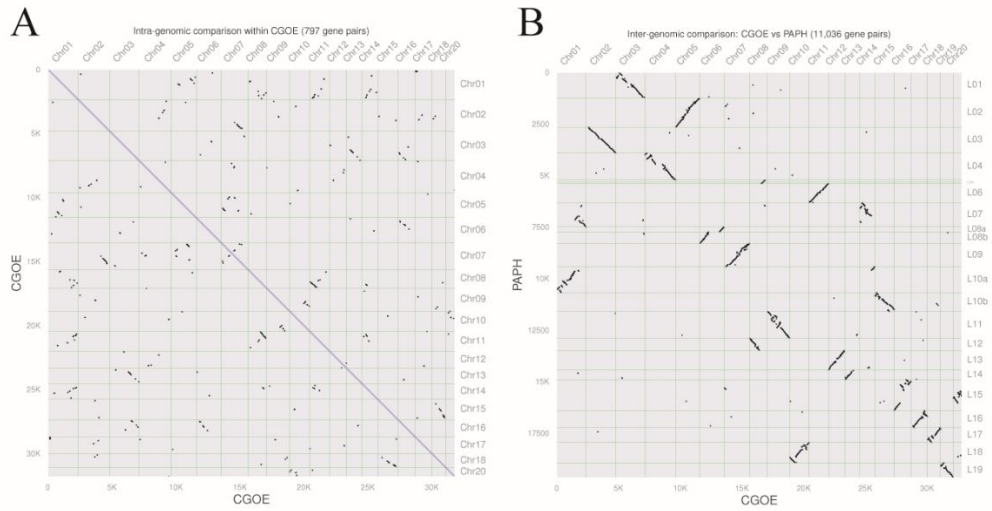 A
Intra-genomic comparison within CGOE (797 gene pairs)
Chr01 Chr02 Chr03 Chr04 Chr05 Chr06 Chr07 Chr08 Chr09 Chr10 Chr11 Chr12 Chr13 Chr14 Chr15 Chr16 Chr17 Chr18 Chr20
0
5K
10K
15K
20K
25K
30K
CGOE
Chr01
Chr02
Chr03
Chr04
Chr05
Chr06
Chr07
Chr08
Chr09
Chr10
Chr11
Chr12
Chr13
Chr14
Chr15
Chr16
Chr17
Chr18
Chr20
0 5K 10K 15K 20K 25K 30K
CGOE
B
Inter-genomic comparison: CGOE vs PAPH (11,036 gene pairs)
Chr01 Chr02 Chr03 Chr04 Chr05 Chr06 Chr07 Chr08 Chr09 Chr10 Chr11 Chr12 Chr13 Chr14 Chr15 Chr16 Chr17 Chr18 Chr19 Chr20
0
2500
5K
7500
10K
12500
15K
17500
PAPH
L01
L02
L03
L04
L06
L07
L08a
L08b
L09
L10a
L10b
L11
L12
L13
L14
L15
L16
L17
L18
L19
0 5K 10K 15K 20K 25K 30K
CGOE